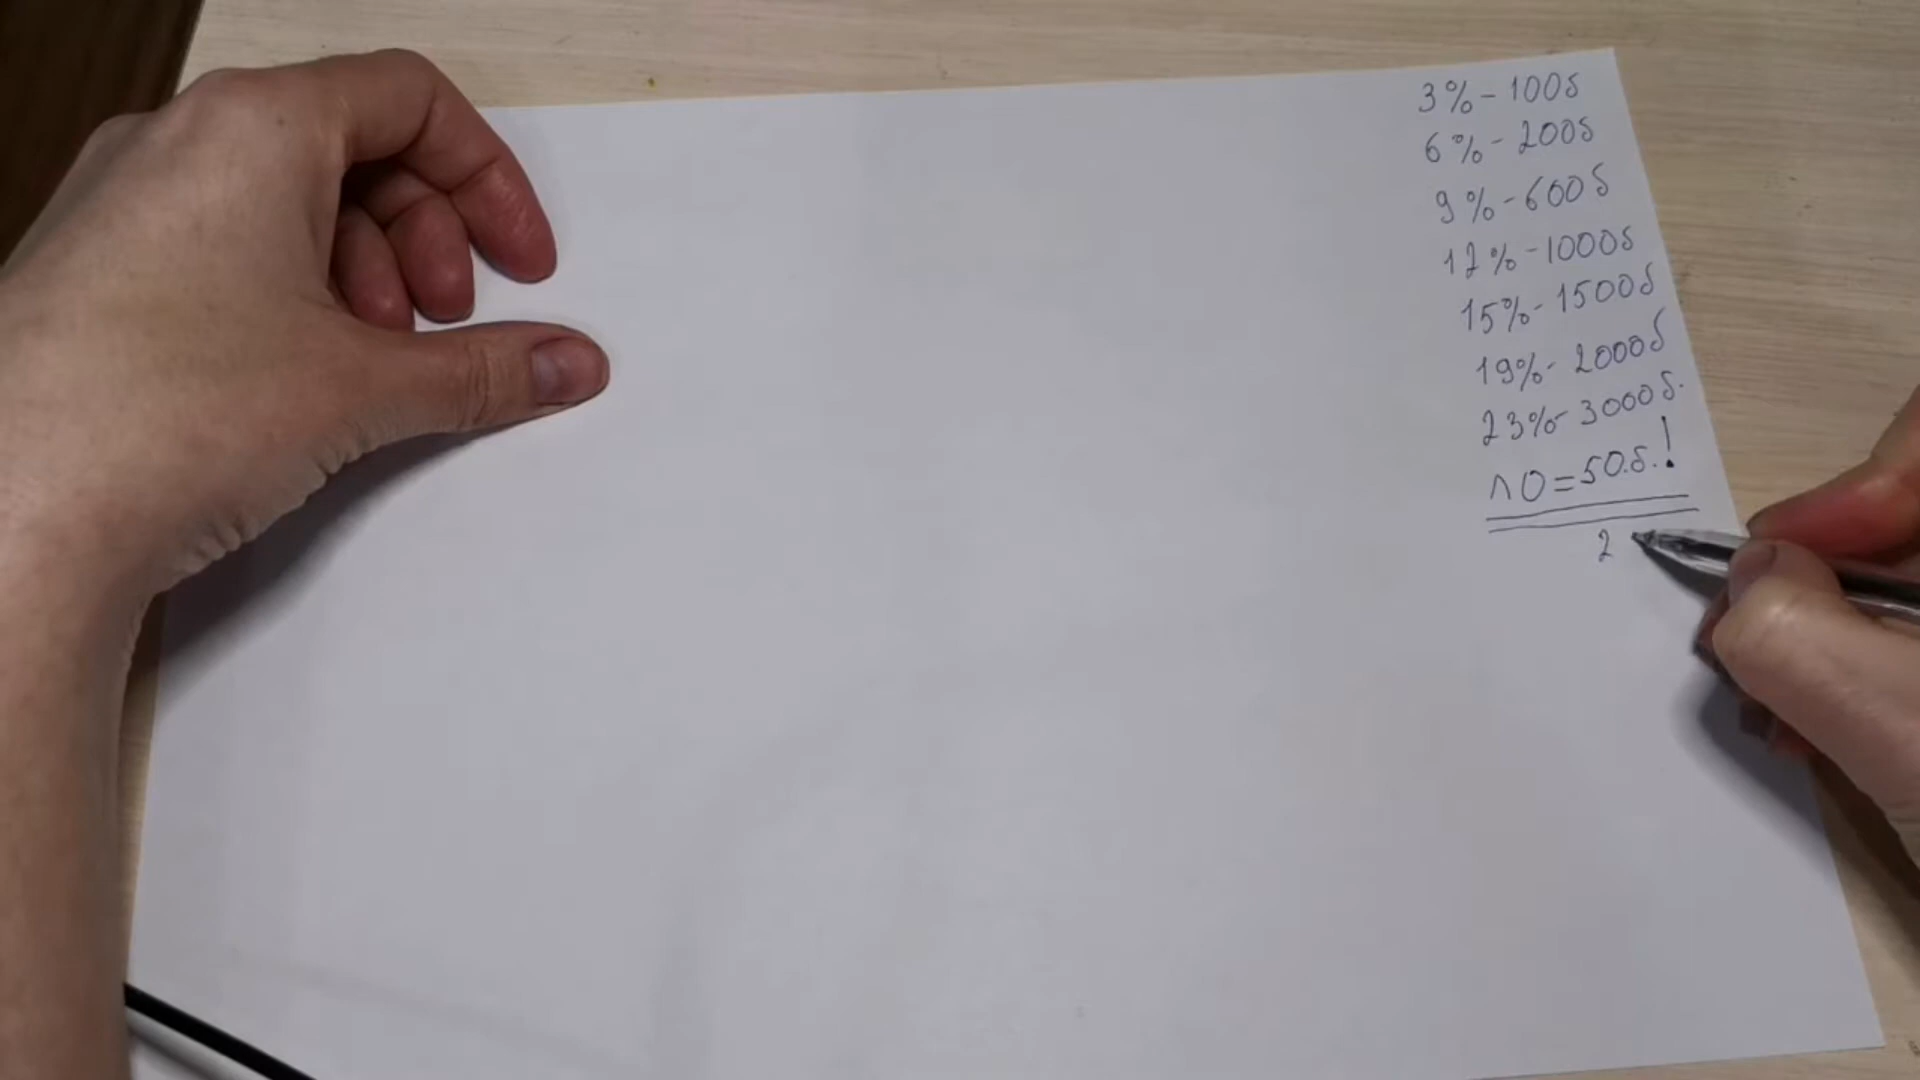 3% - 100б
6% - 200б
9% - 600б
12% - 1000б
15% - 1500б
19% - 2000б
23% - 3000б.
ЛО = 50.б.!
2